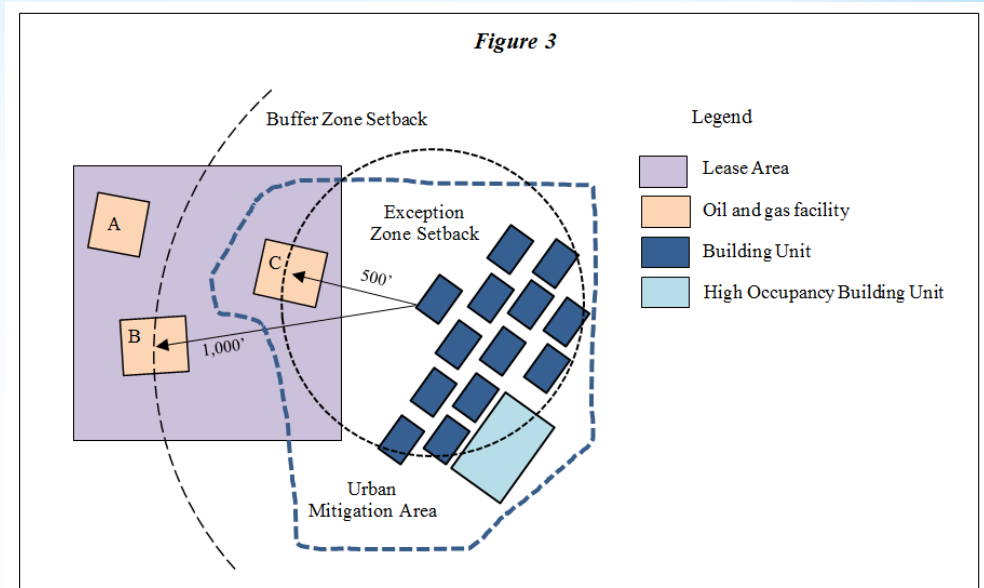 Figure 3
Buffer Zone Setback
Legend
Lease Area
Oil and gas facility
Building Unit
High Occupancy Building Unit
Exception
Zone Setback
A
C
500'
B
1,000'
Urban
Mitigation Area